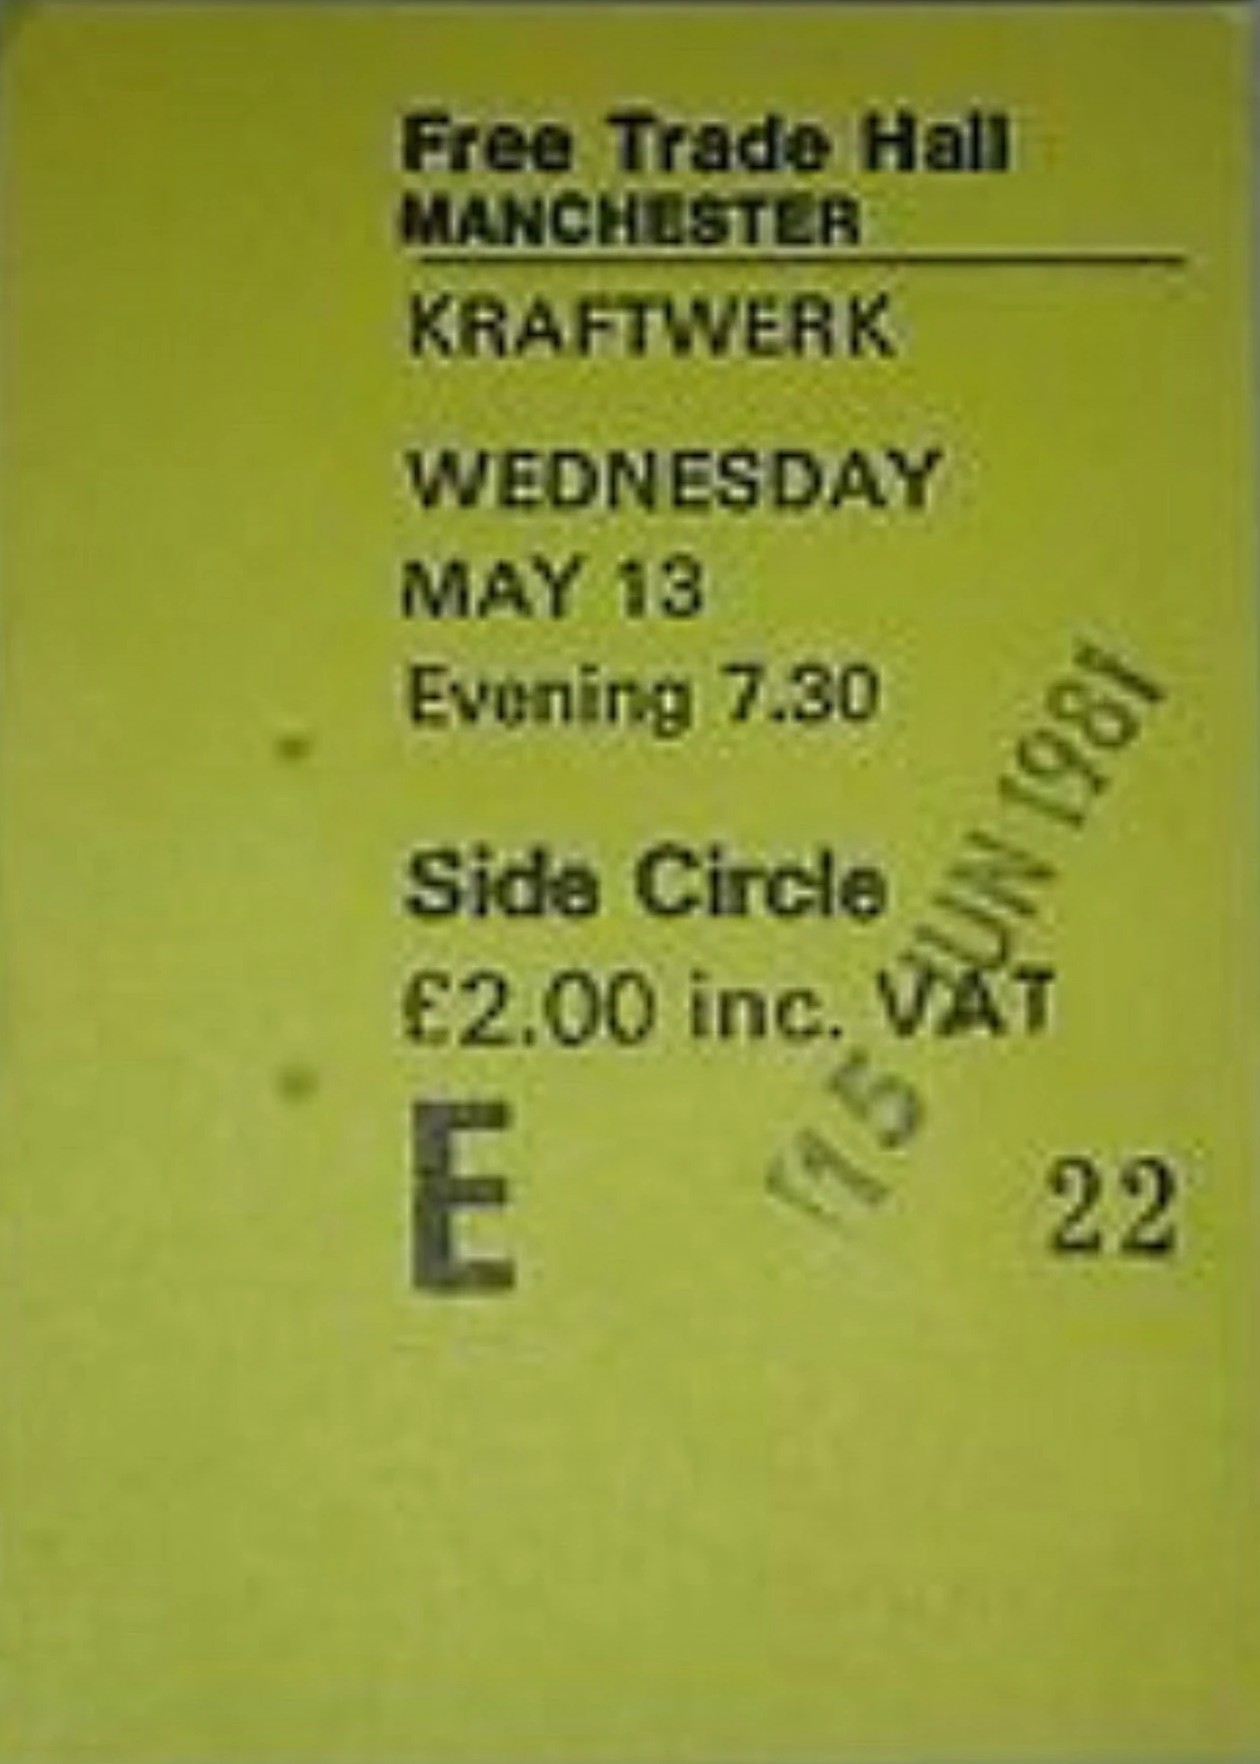 Free Trade Hall
MANCHESTER
KRAFTWERK
WEDNESDAY
MAY 13
Evening 7.30
Side Circle
£2.00 inc. VAT
E 22
15 JUN 1981